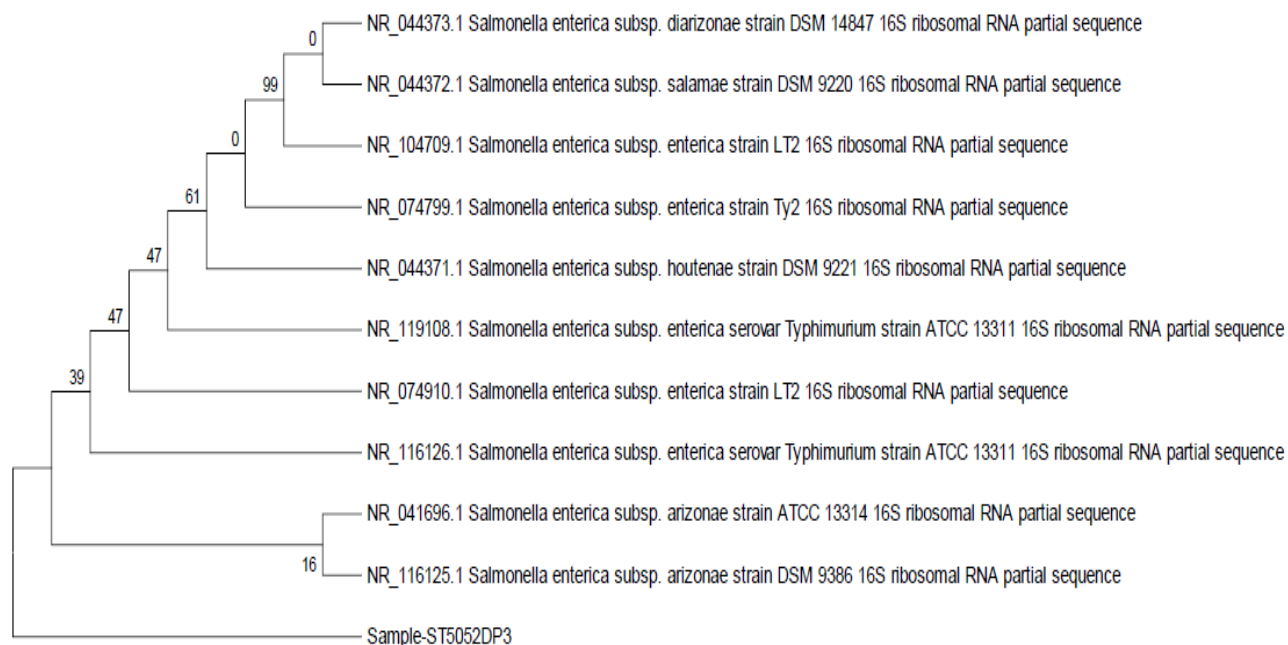 NR_044373.1 Salmonella enterica subsp. diarizonae strain DSM 14847 16S ribosomal RNA partial sequence
0
NR_044372.1 Salmonella enterica subsp. salamae strain DSM 9220 16S ribosomal RNA partial sequence
99
NR_104709.1 Salmonella enterica subsp. enterica strain LT2 16S ribosomal RNA partial sequence
0
NR_074799.1 Salmonella enterica subsp. enterica strain Ty2 16S ribosomal RNA partial sequence
61
NR_044371.1 Salmonella enterica subsp. houtenae strain DSM 9221 16S ribosomal RNA partial sequence
47
NR_119108.1 Salmonella enterica subsp. enterica serovar Typhimurium strain ATCC 13311 16S ribosomal RNA partial sequence
47
NR_074910.1 Salmonella enterica subsp. enterica strain LT2 16S ribosomal RNA partial sequence
39
NR_116126.1 Salmonella enterica subsp. enterica serovar Typhimurium strain ATCC 13311 16S ribosomal RNA partial sequence
NR_041696.1 Salmonella enterica subsp. arizonae strain ATCC 13314 16S ribosomal RNA partial sequence
16
NR_116125.1 Salmonella enterica subsp. arizonae strain DSM 9386 16S ribosomal RNA partial sequence
Sample-ST5052DP3